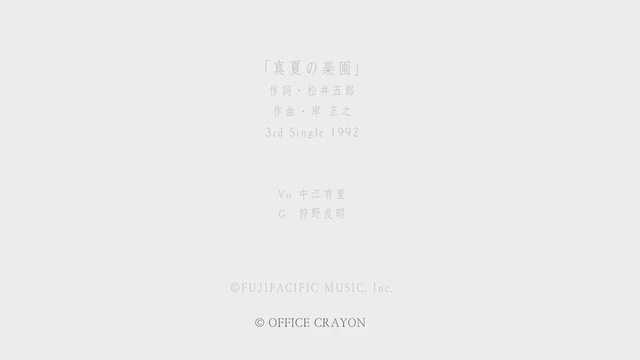 「真夏の楽園」
作詞・松井五郎
作曲・岸 正之
3rd Single 1992
Vo 中江有里
G 狩野良昭
©FUJIPACIFIC MUSIC, Inc.
© OFFICE CRAYON